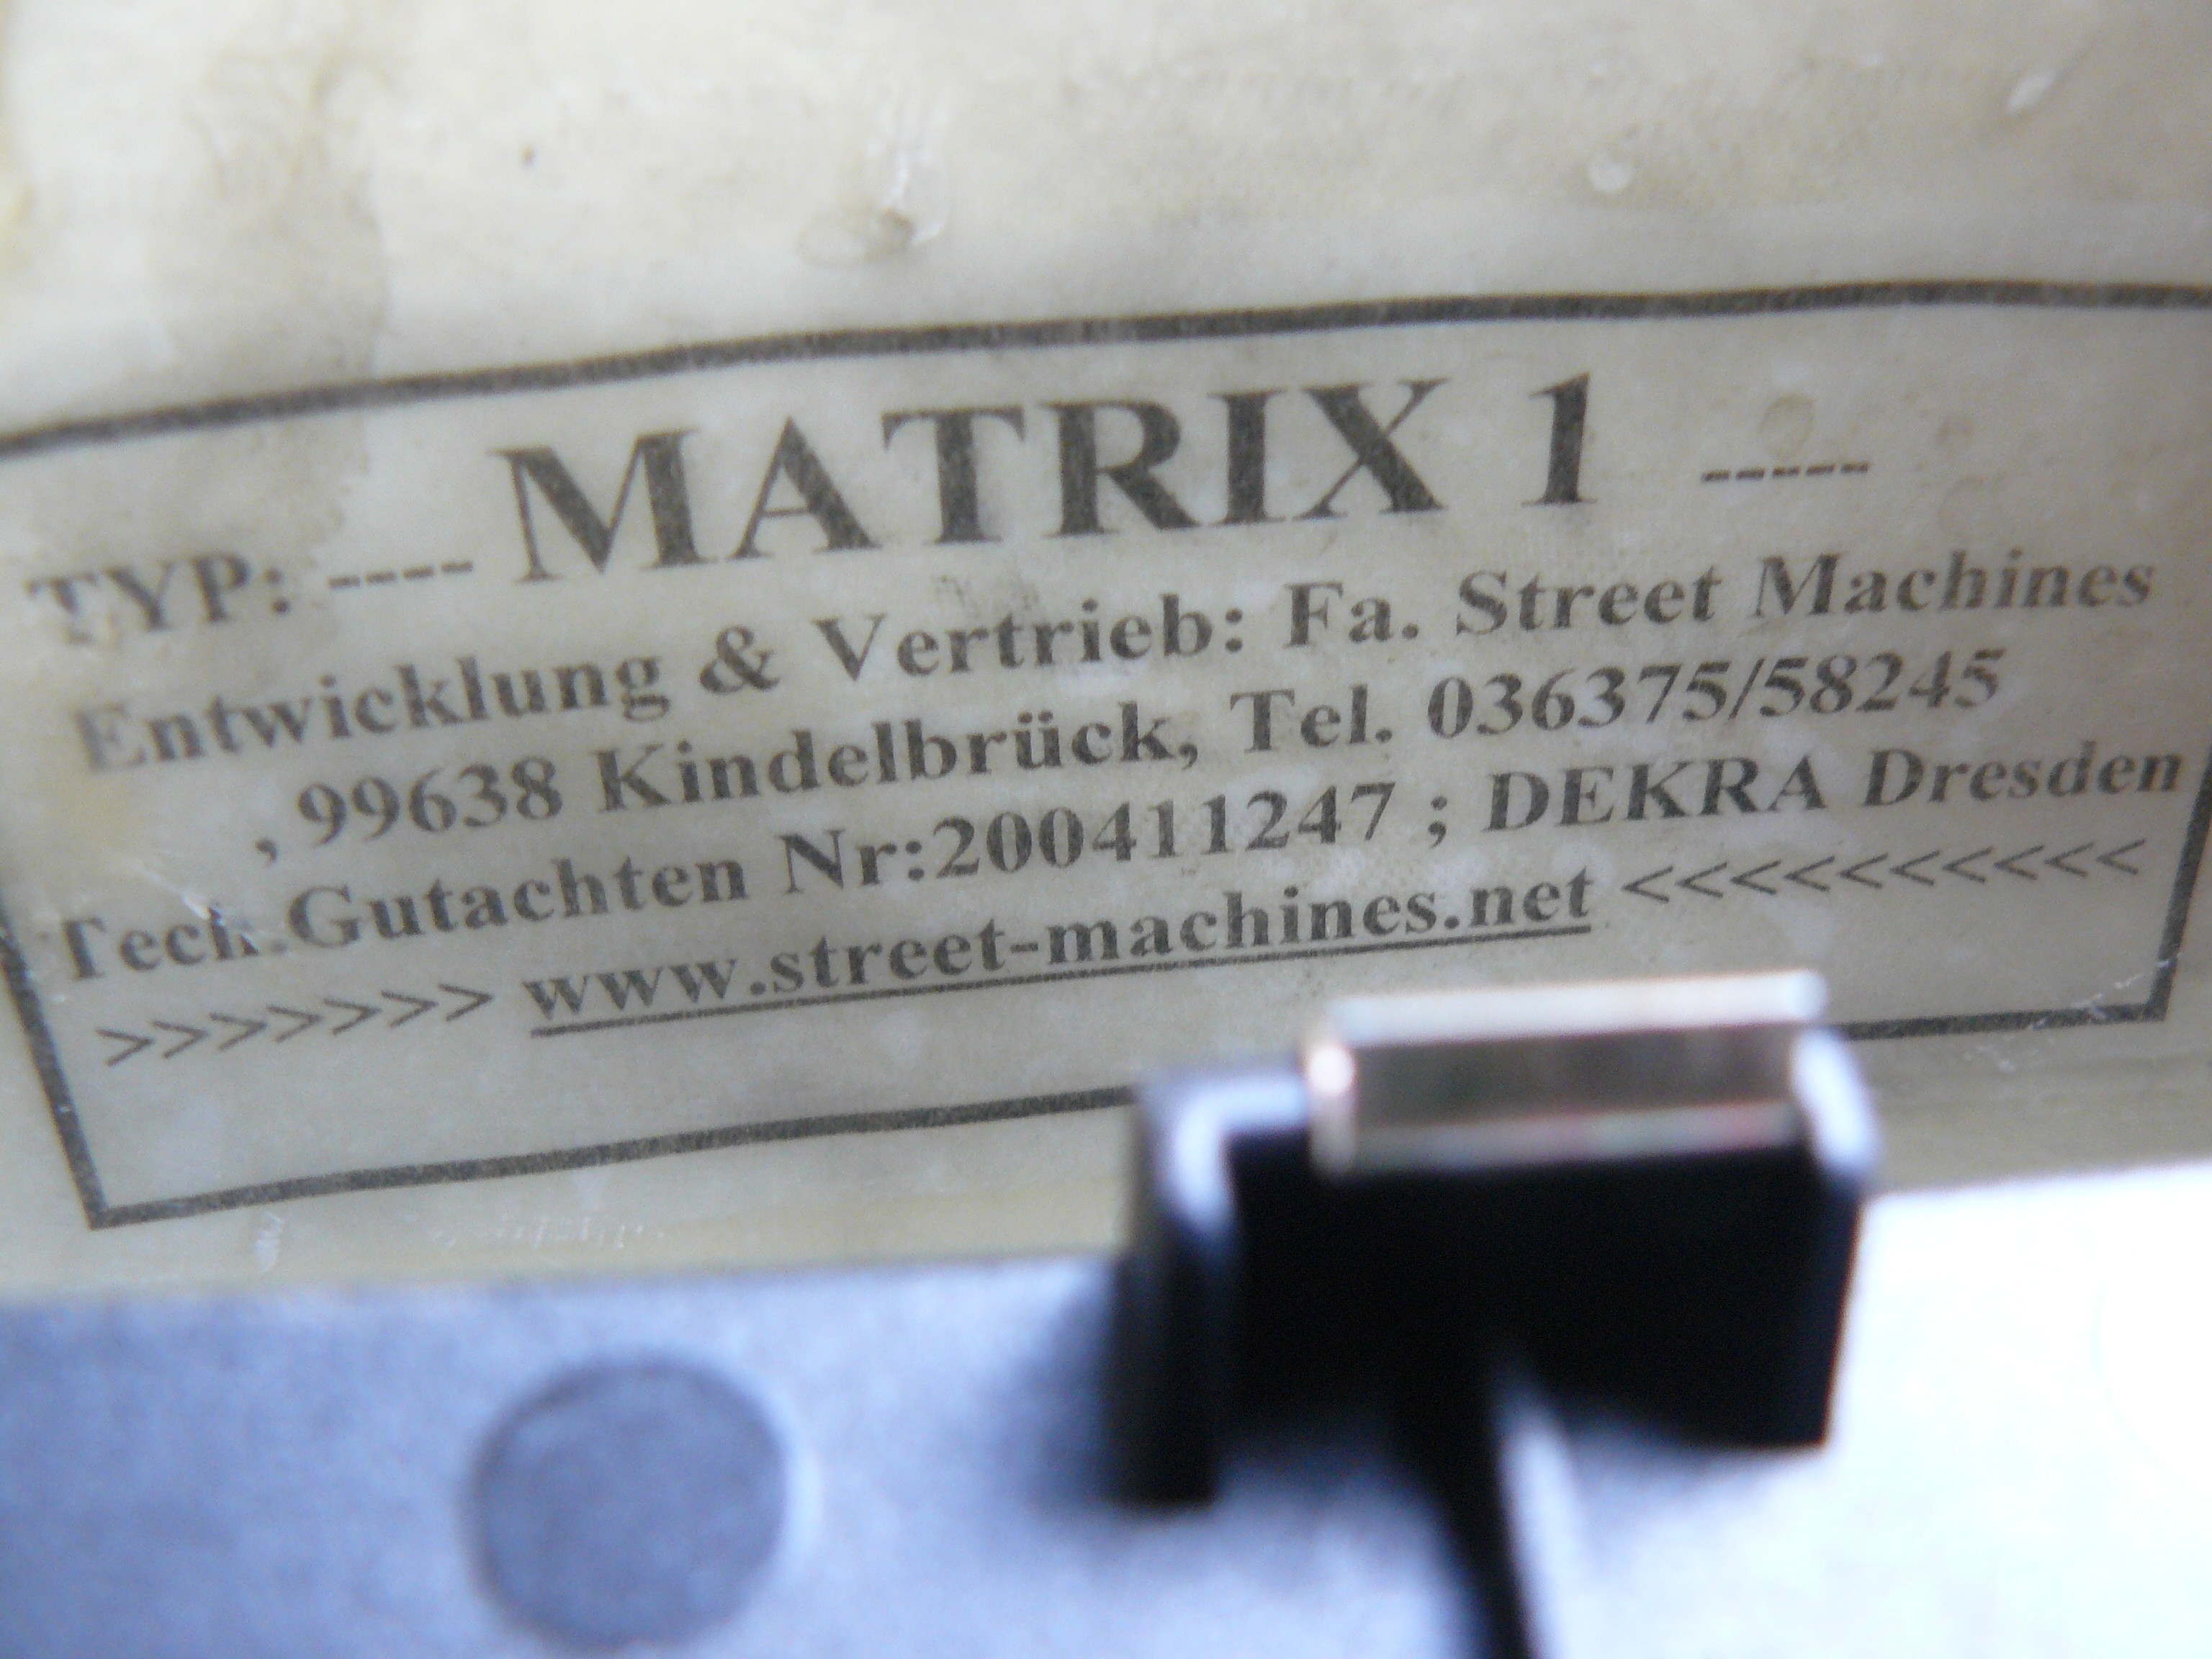 TYP: ---- MATRIX 1 -----
Entwicklung & Vertrieb: Fa. Street Machines
, 99638 Kindelbrück, Tel. 036375/58245
Tech.Gutachten Nr:200411247 ; DEKRA Dresden
>>>>>>> www.street-machines.net <<<<<<<<<<